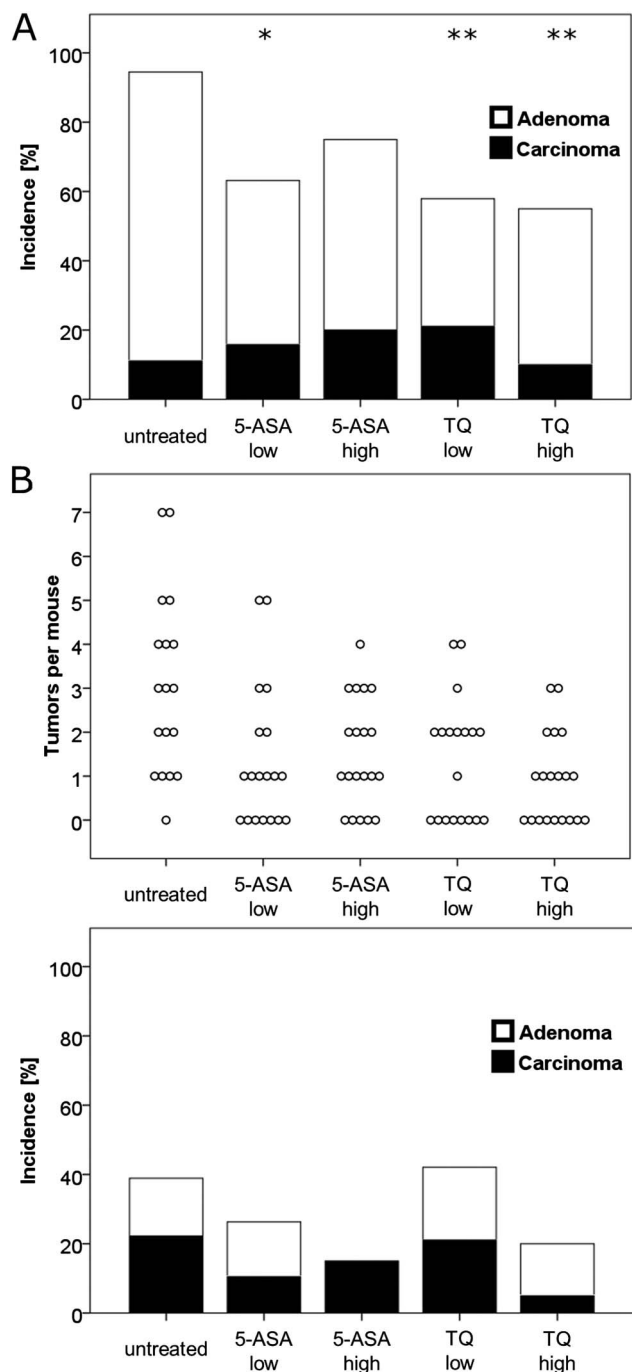 A
* ** **
100
80
60
40
20
0
Incidence [%]
Adenoma
Carcinoma
untreated 5-ASA low 5-ASA high TQ low TQ high
B
7
6
5
4
3
2
1
0
Tumors per mouse
untreated 5-ASA low 5-ASA high TQ low TQ high
100
80
60
40
20
0
Incidence [%]
Adenoma
Carcinoma
untreated 5-ASA low 5-ASA high TQ low TQ high